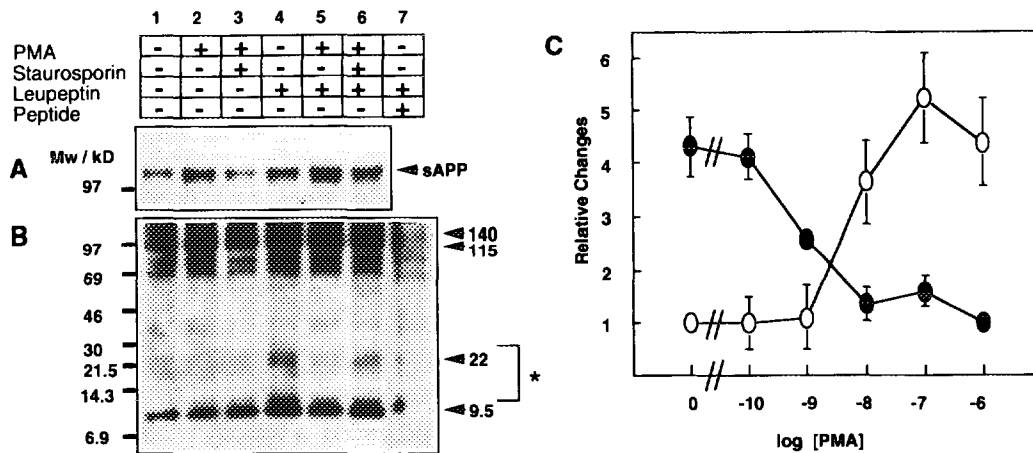 1 2 3 4 5 6 7
PMA - + + - + + -
Staurosporin - - + - - + -
Leupeptin - - - + + + +
Peptide - - - - - - +
A
Mw / kD
97
sAPP
B
97
69
46
30
21.5
14.3
6.9
140
115
22
9.5
*
C
Relative Changes
6
5
4
3
2
1
0 -10 -9 -8 -7 -6
log [PMA]